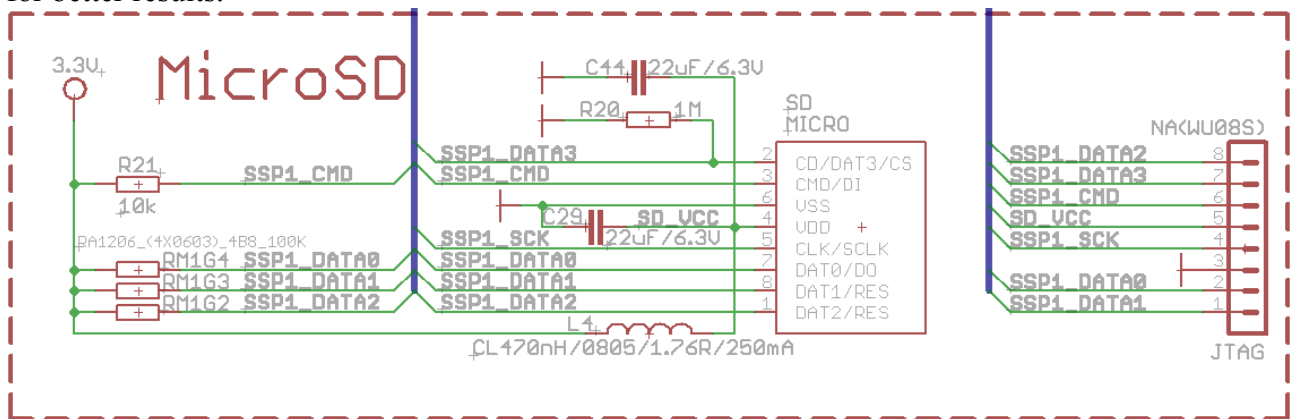 for better results.
3.3V
MicroSD
C44 22uF/6.3V
R20 1M
SD
MICRO
R21
10k
SSP1_CMD
RA1206_(4X0603)_4B8_100K
RM1G4 SSP1_DATA0
RM1G3 SSP1_DATA1
RM1G2 SSP1_DATA2
SSP1_DATA3 2 CD/DAT3/CS
SSP1_CMD 3 CMD/DI
6 VSS
C29 22uF/6.3V
SD_VCC 4 VDD
SSP1_SCK 5 CLK/SCLK
SSP1_DATA0 7 DAT0/DO
SSP1_DATA1 8 DAT1/RES
SSP1_DATA2 1 DAT2/RES
L4
CL470nH/0805/1.76R/250mA
NA(WU08S)
SSP1_DATA2 8
SSP1_DATA3 7
SSP1_CMD 6
SD_VCC 5
SSP1_SCK 4
3
SSP1_DATA0 2
SSP1_DATA1 1
JTAG